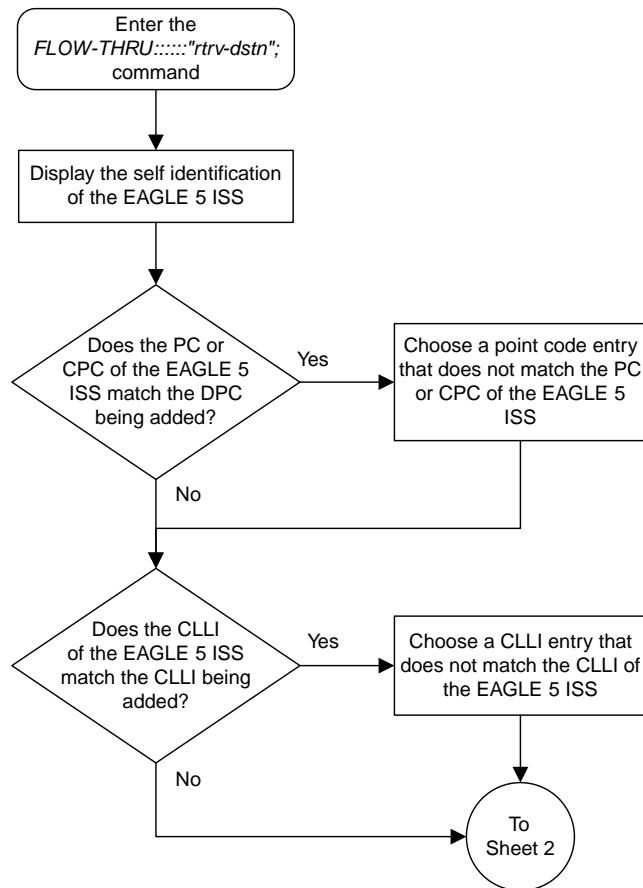 Enter the
FLOW-THRU::::::"rtrv-dstn";
command
Display the self identification
of the EAGLE 5 ISS
Does the PC or
CPC of the EAGLE 5
ISS match the DPC
being added?
Yes
Choose a point code entry
that does not match the PC
or CPC of the EAGLE 5
ISS
No
Does the CLLI
of the EAGLE 5 ISS
match the CLLI being
added?
Yes
Choose a CLLI entry that
does not match the CLLI of
the EAGLE 5 ISS
No
To
Sheet 2